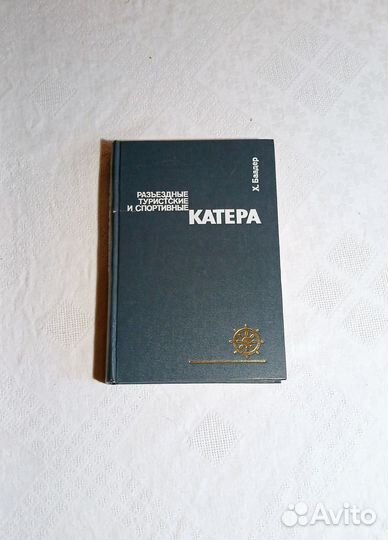 РАЗЪЕЗДНЫЕ
ТУРИСТСКИЕ
И СПОРТИВНЫЕ
КАТЕРА
Х. Баадер
Avito